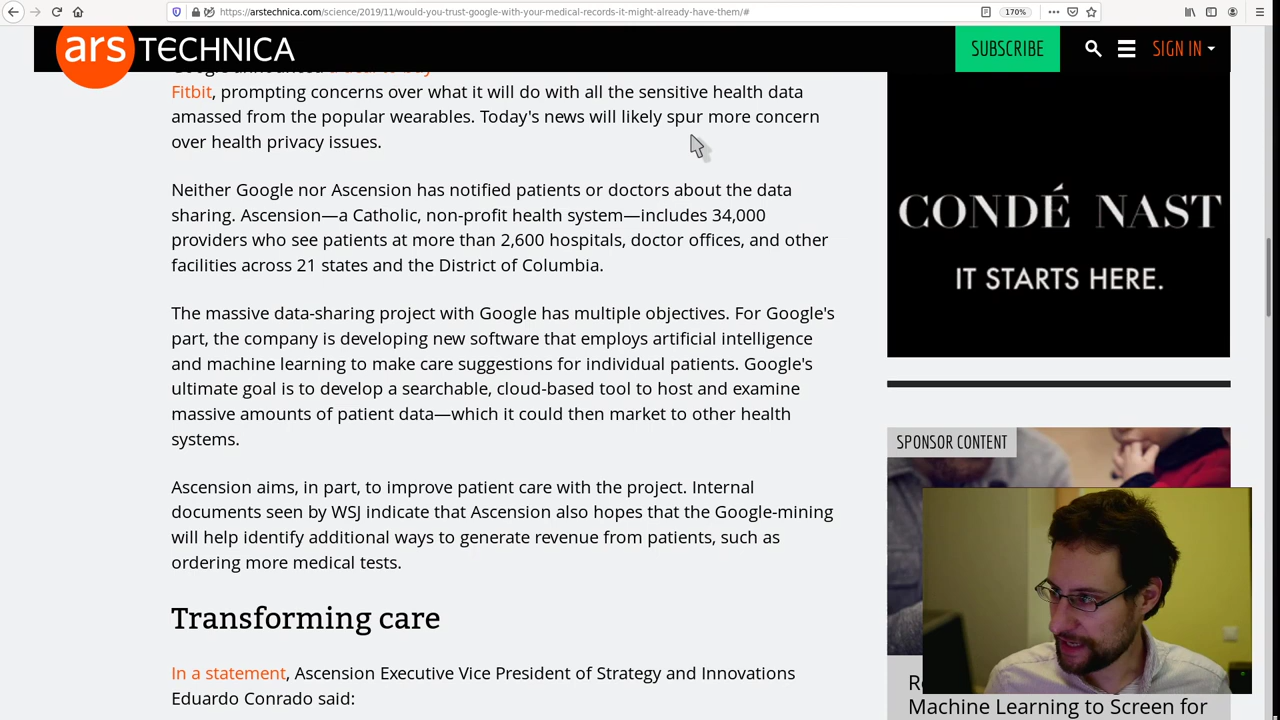 https://arstechnica.com/science/2019/11/would-you-trust-google-with-your-medical-records-it-might-already-have-them/#
170%
ars TECHNICA
SUBSCRIBE
SIGN IN
Fitbit, prompting concerns over what it will do with all the sensitive health data
amassed from the popular wearables. Today's news will likely spur more concern
over health privacy issues.
Neither Google nor Ascension has notified patients or doctors about the data
sharing. Ascension—a Catholic, non-profit health system—includes 34,000
providers who see patients at more than 2,600 hospitals, doctor offices, and other
facilities across 21 states and the District of Columbia.
The massive data-sharing project with Google has multiple objectives. For Google's
part, the company is developing new software that employs artificial intelligence
and machine learning to make care suggestions for individual patients. Google's
ultimate goal is to develop a searchable, cloud-based tool to host and examine
massive amounts of patient data—which it could then market to other health
systems.
Ascension aims, in part, to improve patient care with the project. Internal
documents seen by WSJ indicate that Ascension also hopes that the Google-mining
will help identify additional ways to generate revenue from patients, such as
ordering more medical tests.
Transforming care
In a statement, Ascension Executive Vice President of Strategy and Innovations
Eduardo Conrado said:
CONDÉ NAST
IT STARTS HERE.
SPONSOR CONTENT
Machine Learning to Screen for